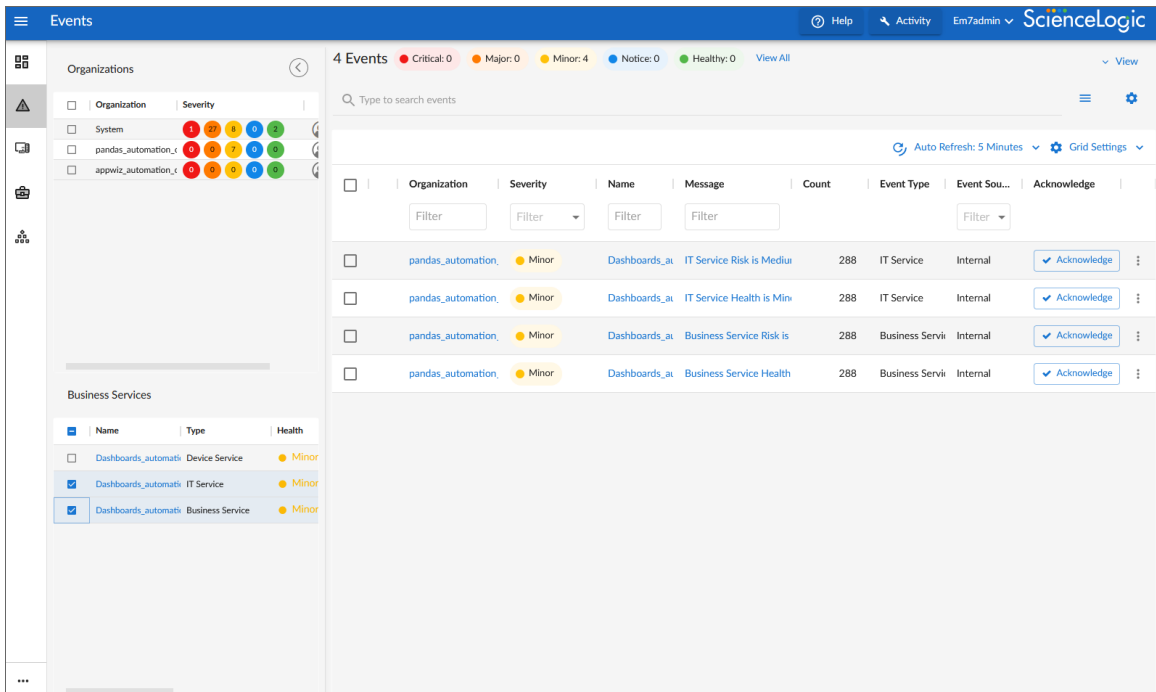 Events
Help
Activity
Em7admin
ScienceLogic
Organizations
Organization Severity
System 1 27 8 0 2
pandas_automation_ 0 0 7 0 0
appwiz_automation_ 0 0 0 0 0
Business Services
Name Type Health
Dashboards_automati Device Service Minor
Dashboards_automati IT Service Minor
Dashboards_automati Business Service Minor
4 Events Critical: 0 Major: 0 Minor: 4 Notice: 0 Healthy: 0 View All
View
Type to search events
Auto Refresh: 5 Minutes Grid Settings
Organization Severity Name Message Count Event Type Event Sou... Acknowledge
Filter Filter Filter Filter Filter
pandas_automation_ Minor Dashboards_au IT Service Risk is Mediu 288 IT Service Internal Acknowledge
pandas_automation_ Minor Dashboards_au IT Service Health is Min 288 IT Service Internal Acknowledge
pandas_automation_ Minor Dashboards_au Business Service Risk is 288 Business Servi Internal Acknowledge
pandas_automation_ Minor Dashboards_au Business Service Health 288 Business Servi Internal Acknowledge